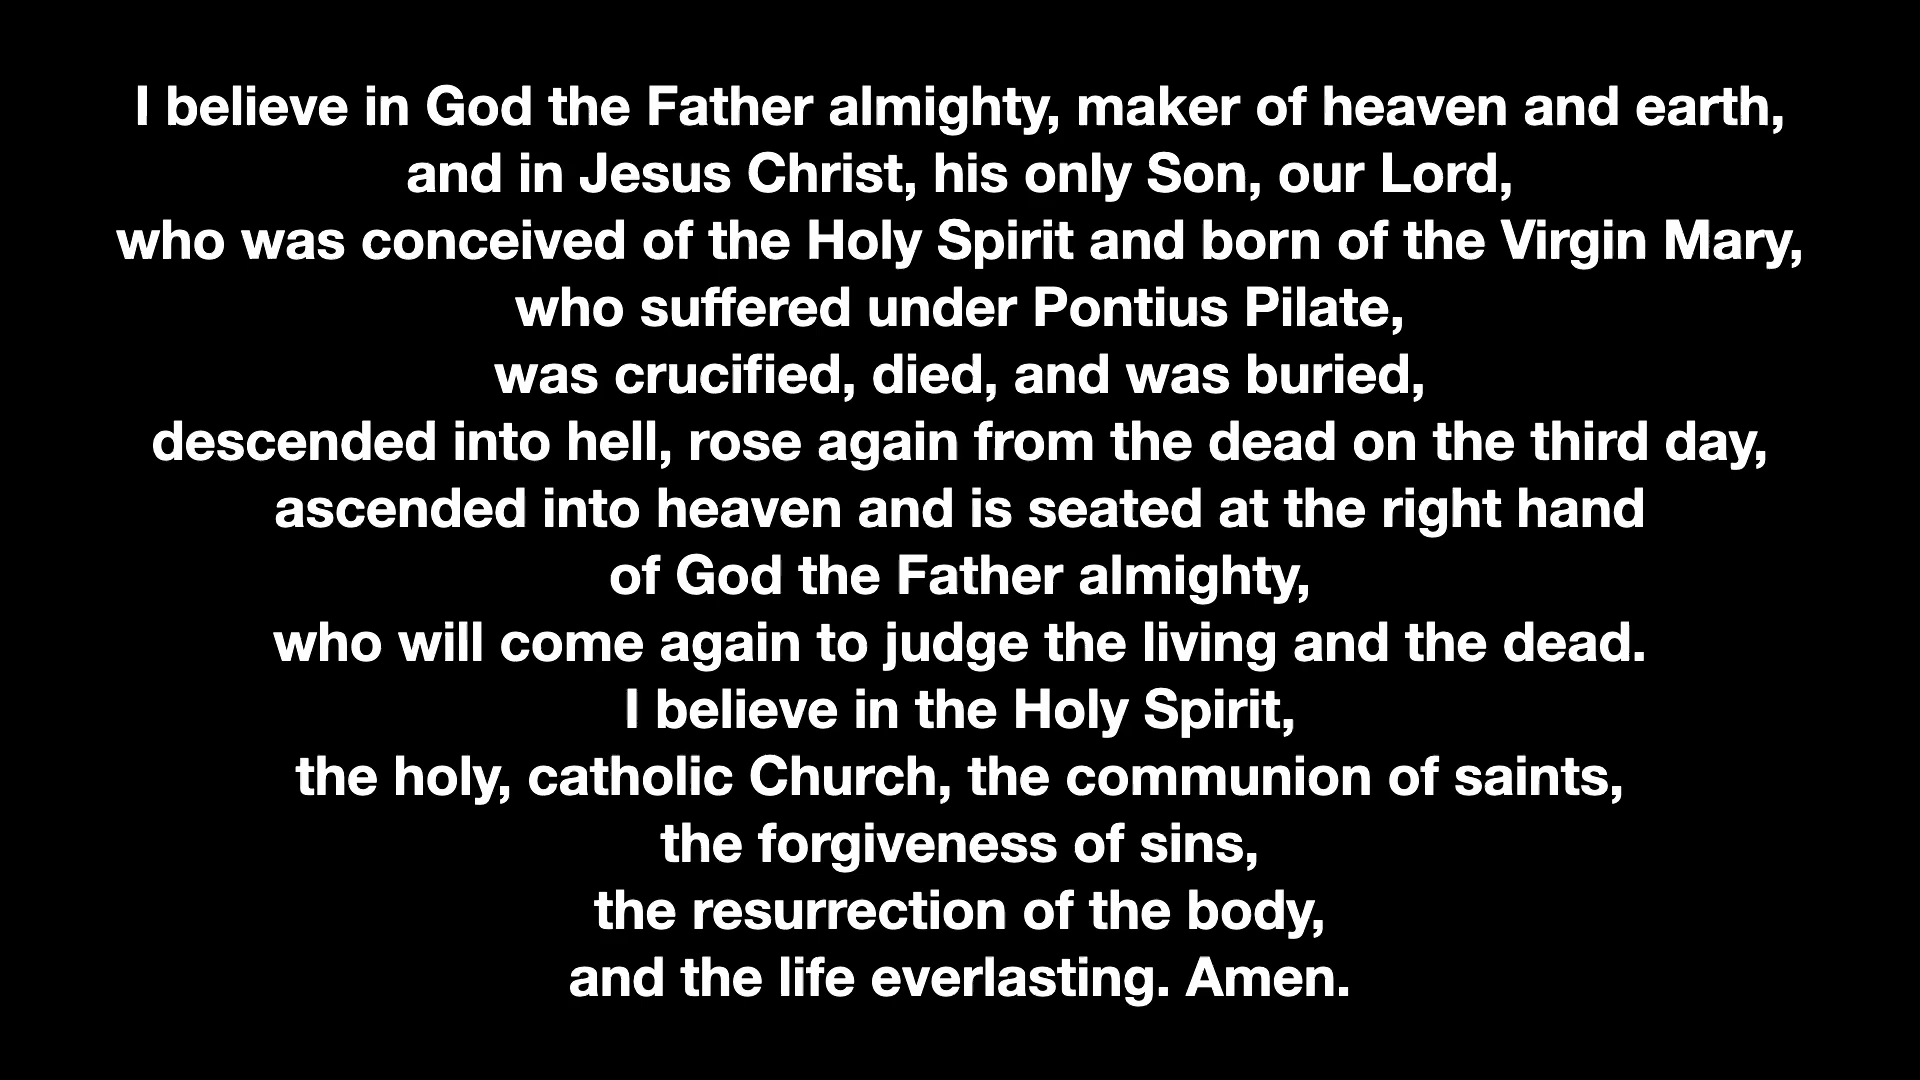 I believe in God the Father almighty, maker of heaven and earth,
and in Jesus Christ, his only Son, our Lord,
who was conceived of the Holy Spirit and born of the Virgin Mary,
who suffered under Pontius Pilate,
was crucified, died, and was buried,
descended into hell, rose again from the dead on the third day,
ascended into heaven and is seated at the right hand
of God the Father almighty,
who will come again to judge the living and the dead.
I believe in the Holy Spirit,
the holy, catholic Church, the communion of saints,
the forgiveness of sins,
the resurrection of the body,
and the life everlasting. Amen.